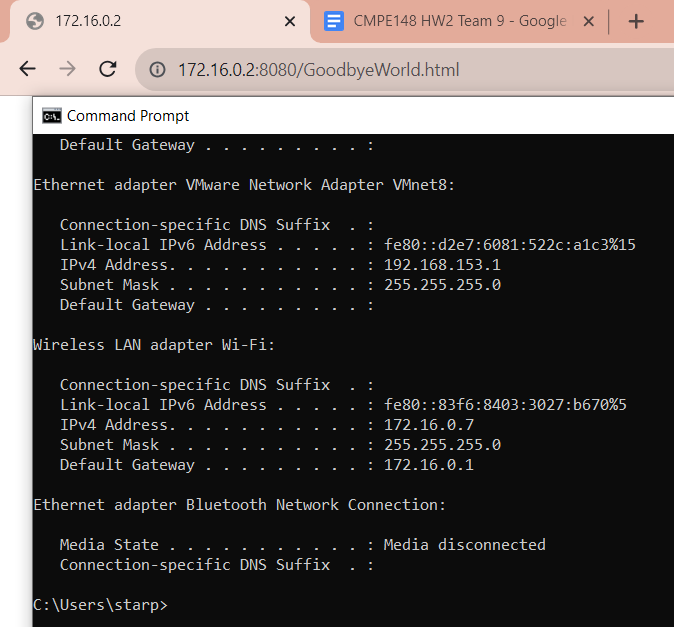 172.16.0.2
CMPE148 HW2 Team 9 - Google
172.16.0.2:8080/GoodbyeWorld.html
Command Prompt
   Default Gateway . . . . . . . . . :
Ethernet adapter VMware Network Adapter VMnet8:
   Connection-specific DNS Suffix  . :
   Link-local IPv6 Address . . . . . : fe80::d2e7:6081:522c:a1c3%15
   IPv4 Address. . . . . . . . . . . : 192.168.153.1
   Subnet Mask . . . . . . . . . . . : 255.255.255.0
   Default Gateway . . . . . . . . . :
Wireless LAN adapter Wi-Fi:
   Connection-specific DNS Suffix  . :
   Link-local IPv6 Address . . . . . : fe80::83f6:8403:3027:b670%5
   IPv4 Address. . . . . . . . . . . : 172.16.0.7
   Subnet Mask . . . . . . . . . . . : 255.255.255.0
   Default Gateway . . . . . . . . . : 172.16.0.1
Ethernet adapter Bluetooth Network Connection:
   Media State . . . . . . . . . . . : Media disconnected
   Connection-specific DNS Suffix  . :
C:\Users\starp>